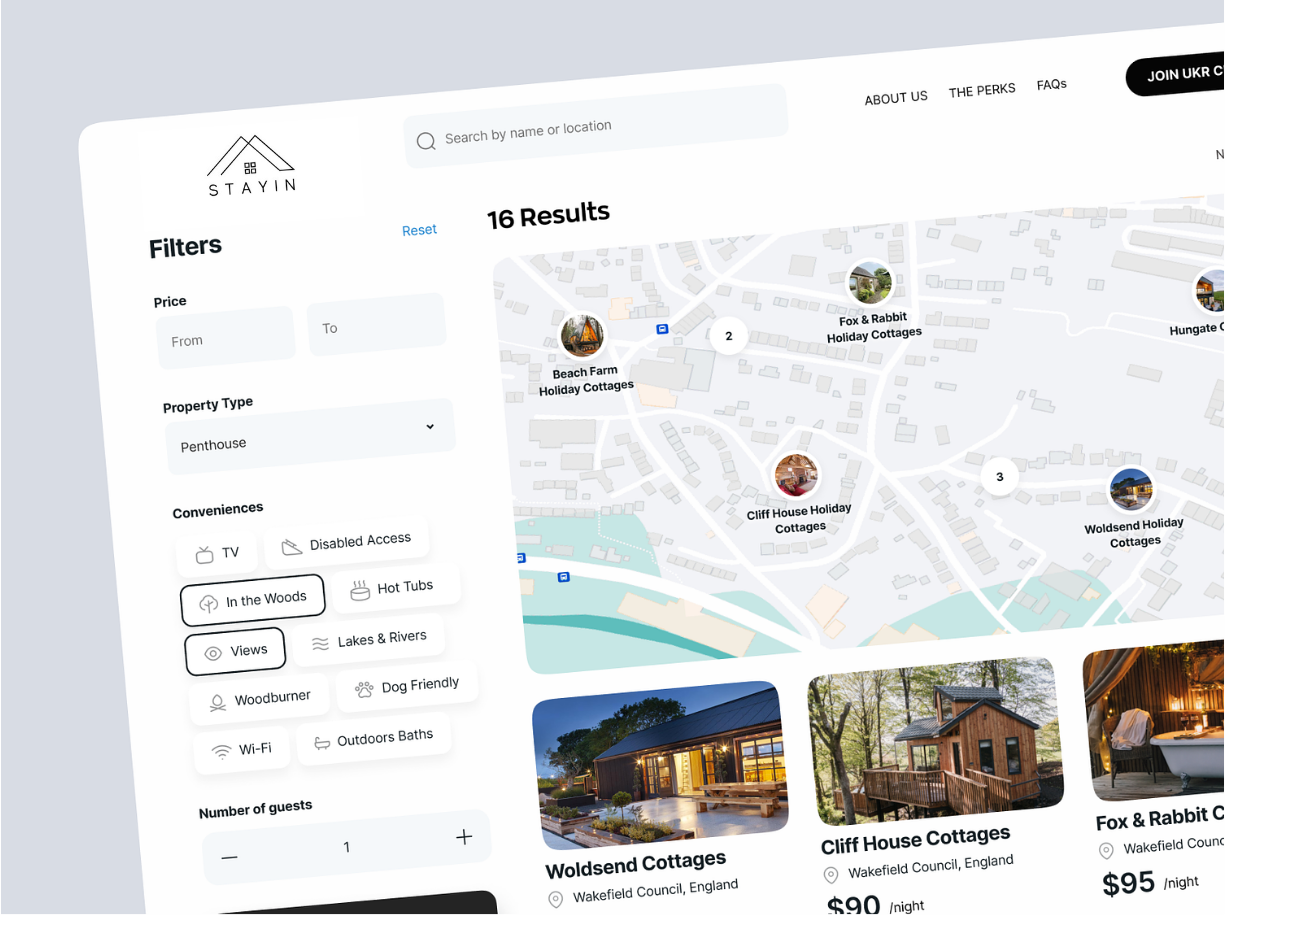 STAYIN
Search by name or location
ABOUT US
THE PERKS
FAQs
JOIN UKR
Filters
Reset
Price
From
To
Property Type
Penthouse
Conveniences
TV
Disabled Access
In the Woods
Hot Tubs
Views
Lakes & Rivers
Woodburner
Dog Friendly
Wi-Fi
Outdoors Baths
Number of guests
1
16 Results
Beach Farm
Holiday Cottages
2
Fox & Rabbit
Holiday Cottages
Hungate
Cliff House Holiday
Cottages
3
Woldsend Holiday
Cottages
Woldsend Cottages
Wakefield Council, England
Cliff House Cottages
Wakefield Council, England
$90 /night
Fox & Rabbit
Wakefield
$95 /night